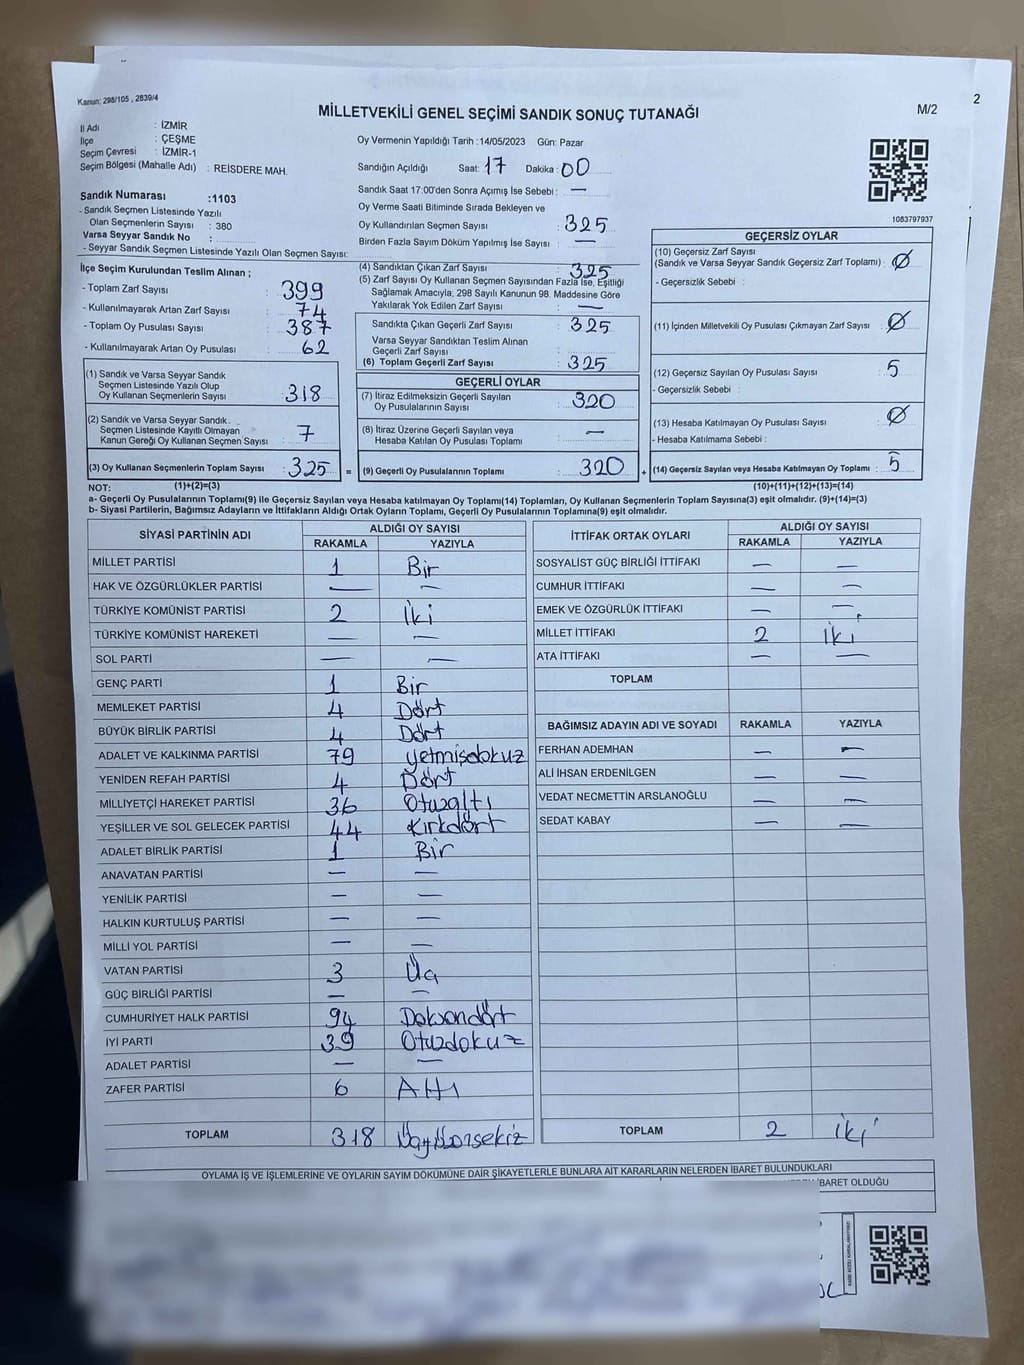 2
Kanun; 298/105 , 2839/4
MİLLETVEKİLİ GENEL SEÇİMİ SANDIK SONUÇ TUTANAĞI
M/2
İl Adı : İZMİR
İlçe : ÇEŞME
Seçim Çevresi : İZMİR-1
Seçim Bölgesi (Mahalle Adı) : REİSDERE MAH.
Sandık Numarası :1103
- Sandık Seçmen Listesinde Yazılı
Olan Seçmenlerin Sayısı : 380
Varsa Seyyar Sandık No :
- Seyyar Sandık Seçmen Listesinde Yazılı Olan Seçmen Sayısı:
Oy Vermenin Yapıldığı Tarih :14/05/2023 Gün: Pazar
Sandığın Açıldığı Saat: 17 Dakika: 00
Sandık Saat 17:00'den Sonra Açımış İse Sebebi : —
Oy Verme Saati Bitiminde Sırada Bekleyen ve
Oy Kullandırılan Seçmen Sayısı : 325
Birden Fazla Sayım Döküm Yapılmış İse Sayısı : —
1083797937
İlçe Seçim Kurulundan Teslim Alınan ;
- Toplam Zarf Sayısı : 399
- Kullanılmayarak Artan Zarf Sayısı : 74
- Toplam Oy Pusulası Sayısı : 387
- Kullanılmayarak Artan Oy Pusulası : 62
(4) Sandıktan Çıkan Zarf Sayısı : 325
(5) Zarf Sayısı Oy Kullanan Seçmen Sayısından Fazla İse, Eşitliği
Sağlamak Amacıyla, 298 Sayılı Kanunun 98. Maddesine Göre
Yakılarak Yok Edilen Zarf Sayısı : —
Sandıkta Çıkan Geçerli Zarf Sayısı : 325
Varsa Seyyar Sandıktan Teslim Alınan
Geçerli Zarf Sayısı :
(6) Toplam Geçerli Zarf Sayısı : 325
GEÇERSİZ OYLAR
(10) Geçersiz Zarf Sayısı
(Sandık ve Varsa Seyyar Sandık Geçersiz Zarf Toplamı) : Ø
- Geçersizlik Sebebi :
(11) İçinden Milletvekili Oy Pusulası Çıkmayan Zarf Sayısı : Ø
(12) Geçersiz Sayılan Oy Pusulası Sayısı : 5
- Geçersizlik Sebebi :
(13) Hesaba Katılmayan Oy Pusulası Sayısı : Ø
- Hesaba Katılmama Sebebi :
(14) Geçersiz Sayılan veya Hesaba Katılmayan Oy Toplamı : 5
(1) Sandık ve Varsa Seyyar Sandık
Seçmen Listesinde Yazılı Olup
Oy Kullanan Seçmenlerin Sayısı : 318
(2) Sandık ve Varsa Seyyar Sandık
Seçmen Listesinde Kayıtlı Olmayan
Kanun Gereği Oy Kullanan Seçmen Sayısı : 7
(3) Oy Kullanan Seçmenlerin Toplam Sayısı : 325 =
GEÇERLİ OYLAR
(7) İtiraz Edilmeksizin Geçerli Sayılan
Oy Pusulalarının Sayısı : 320
(8) İtiraz Üzerine Geçerli Sayılan veya
Hesaba Katılan Oy Pusulası Toplamı : —
(9) Geçerli Oy Pusulalarının Toplamı : 320 +
NOT: (1)+(2)=(3) (10)+(11)+(12)+(13)=(14)
a- Geçerli Oy Pusulalarının Toplamı(9) ile Geçersiz Sayılan veya Hesaba katılmayan Oy Toplamı(14) Toplamları, Oy Kullanan Seçmenlerin Toplam Sayısına(3) eşit olmalıdır. (9)+(14)=(3)
b- Siyasi Partilerin, Bağımsız Adayların ve İttifakların Aldığı Ortak Oyların Toplamı, Geçerli Oy Pusulalarının Toplamına(9) eşit olmalıdır.
SİYASİ PARTİNİN ADI ALDIĞI OY SAYISI
RAKAMLA YAZIYLA
MİLLET PARTİSİ 1 Bir
HAK VE ÖZGÜRLÜKLER PARTİSİ — —
TÜRKİYE KOMÜNİST PARTİSİ 2 İki
TÜRKİYE KOMÜNİST HAREKETİ — —
SOL PARTİ — —
GENÇ PARTİ 1 Bir
MEMLEKET PARTİSİ 4 Dört
BÜYÜK BİRLİK PARTİSİ 4 Dört
ADALET VE KALKINMA PARTİSİ 79 yetmişdokuz
YENİDEN REFAH PARTİSİ 4 Dört
MİLLİYETÇİ HAREKET PARTİSİ 36 Otuzaltı
YEŞİLLER VE SOL GELECEK PARTİSİ 44 Kırkdört
ADALET BİRLİK PARTİSİ 1 Bir
ANAVATAN PARTİSİ — —
YENİLİK PARTİSİ — —
HALKIN KURTULUŞ PARTİSİ — —
MİLLİ YOL PARTİSİ — —
VATAN PARTİSİ 3 Üç
GÜÇ BİRLİĞİ PARTİSİ — —
CUMHURİYET HALK PARTİSİ 94 Doksandört
İYİ PARTİ 39 Otuzdokuz
ADALET PARTİSİ — —
ZAFER PARTİSİ 6 Altı
TOPLAM 318
İTTİFAK ORTAK OYLARI ALDIĞI OY SAYISI
RAKAMLA YAZIYLA
SOSYALİST GÜÇ BİRLİĞİ İTTİFAKI — —
CUMHUR İTTİFAKI — —
EMEK VE ÖZGÜRLÜK İTTİFAKI — —
MİLLET İTTİFAKI 2 İki
ATA İTTİFAKI — —
TOPLAM
BAĞIMSIZ ADAYIN ADI VE SOYADI RAKAMLA YAZIYLA
FERHAN ADEMHAN — —
ALİ İHSAN ERDENİLGEN — —
VEDAT NECMETTİN ARSLANOĞLU — —
SEDAT KABAY — —
TOPLAM 2 İki
OYLAMA İŞ VE İŞLEMLERİNE VE OYLARIN SAYIM DÖKÜMÜNE DAİR ŞİKAYETLERLE BUNLARA AİT KARARLARIN NELERDEN İBARET BULUNDUKLARI
İBARET OLDUĞU